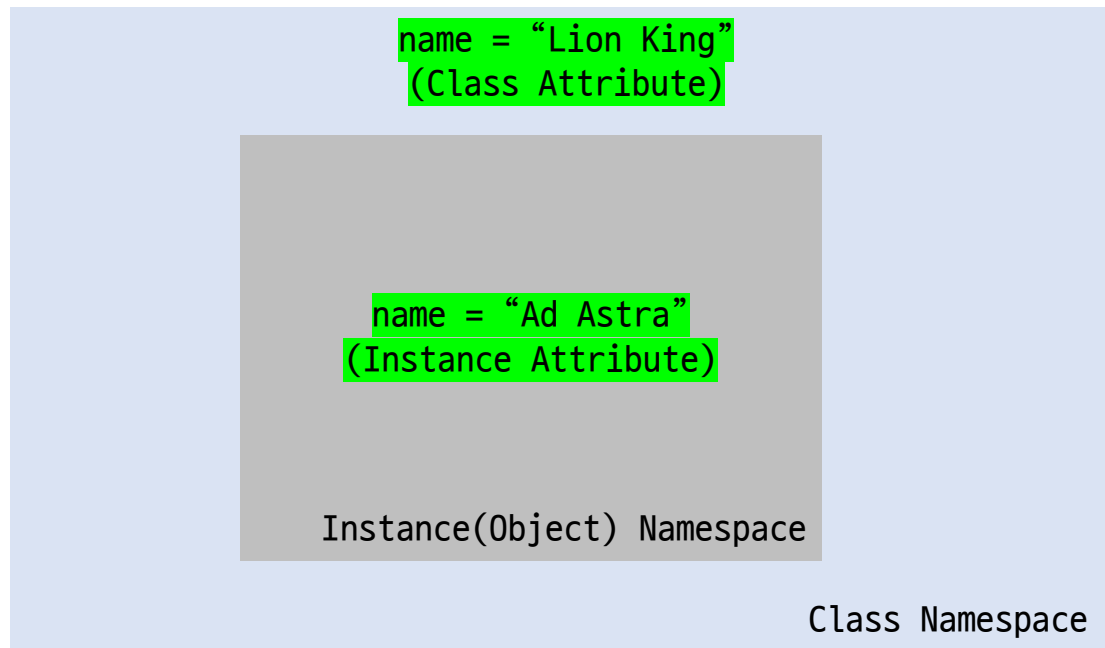 name = “Lion King”
(Class Attribute)
name = “Ad Astra”
(Instance Attribute)
Instance(Object) Namespace
Class Namespace